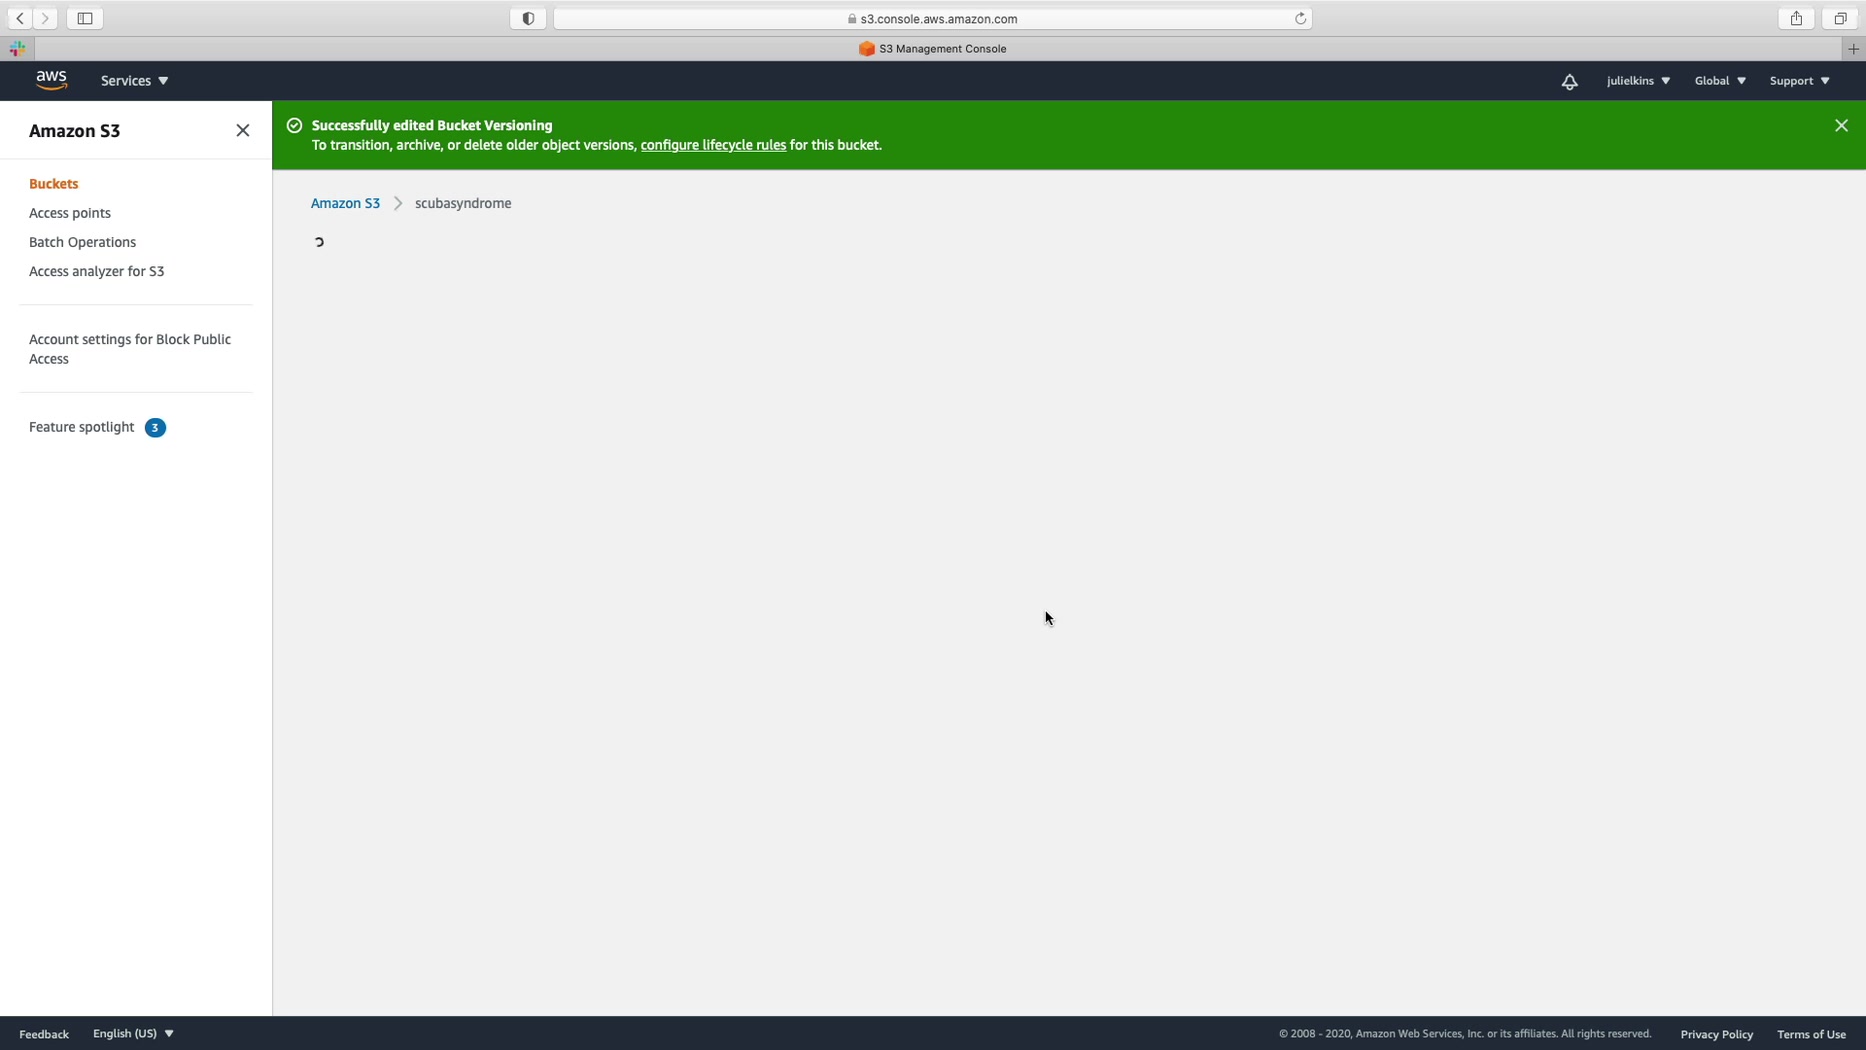 s3.console.aws.amazon.com
S3 Management Console
aws
Services
julielkins
Global
Support
Amazon S3
Buckets
Access points
Batch Operations
Access analyzer for S3
Account settings for Block Public
Access
Feature spotlight 3
Successfully edited Bucket Versioning
To transition, archive, or delete older object versions, configure lifecycle rules for this bucket.
Amazon S3 scubasyndrome
Feedback
English (US)
© 2008 - 2020, Amazon Web Services, Inc. or its affiliates. All rights reserved.
Privacy Policy
Terms of Use